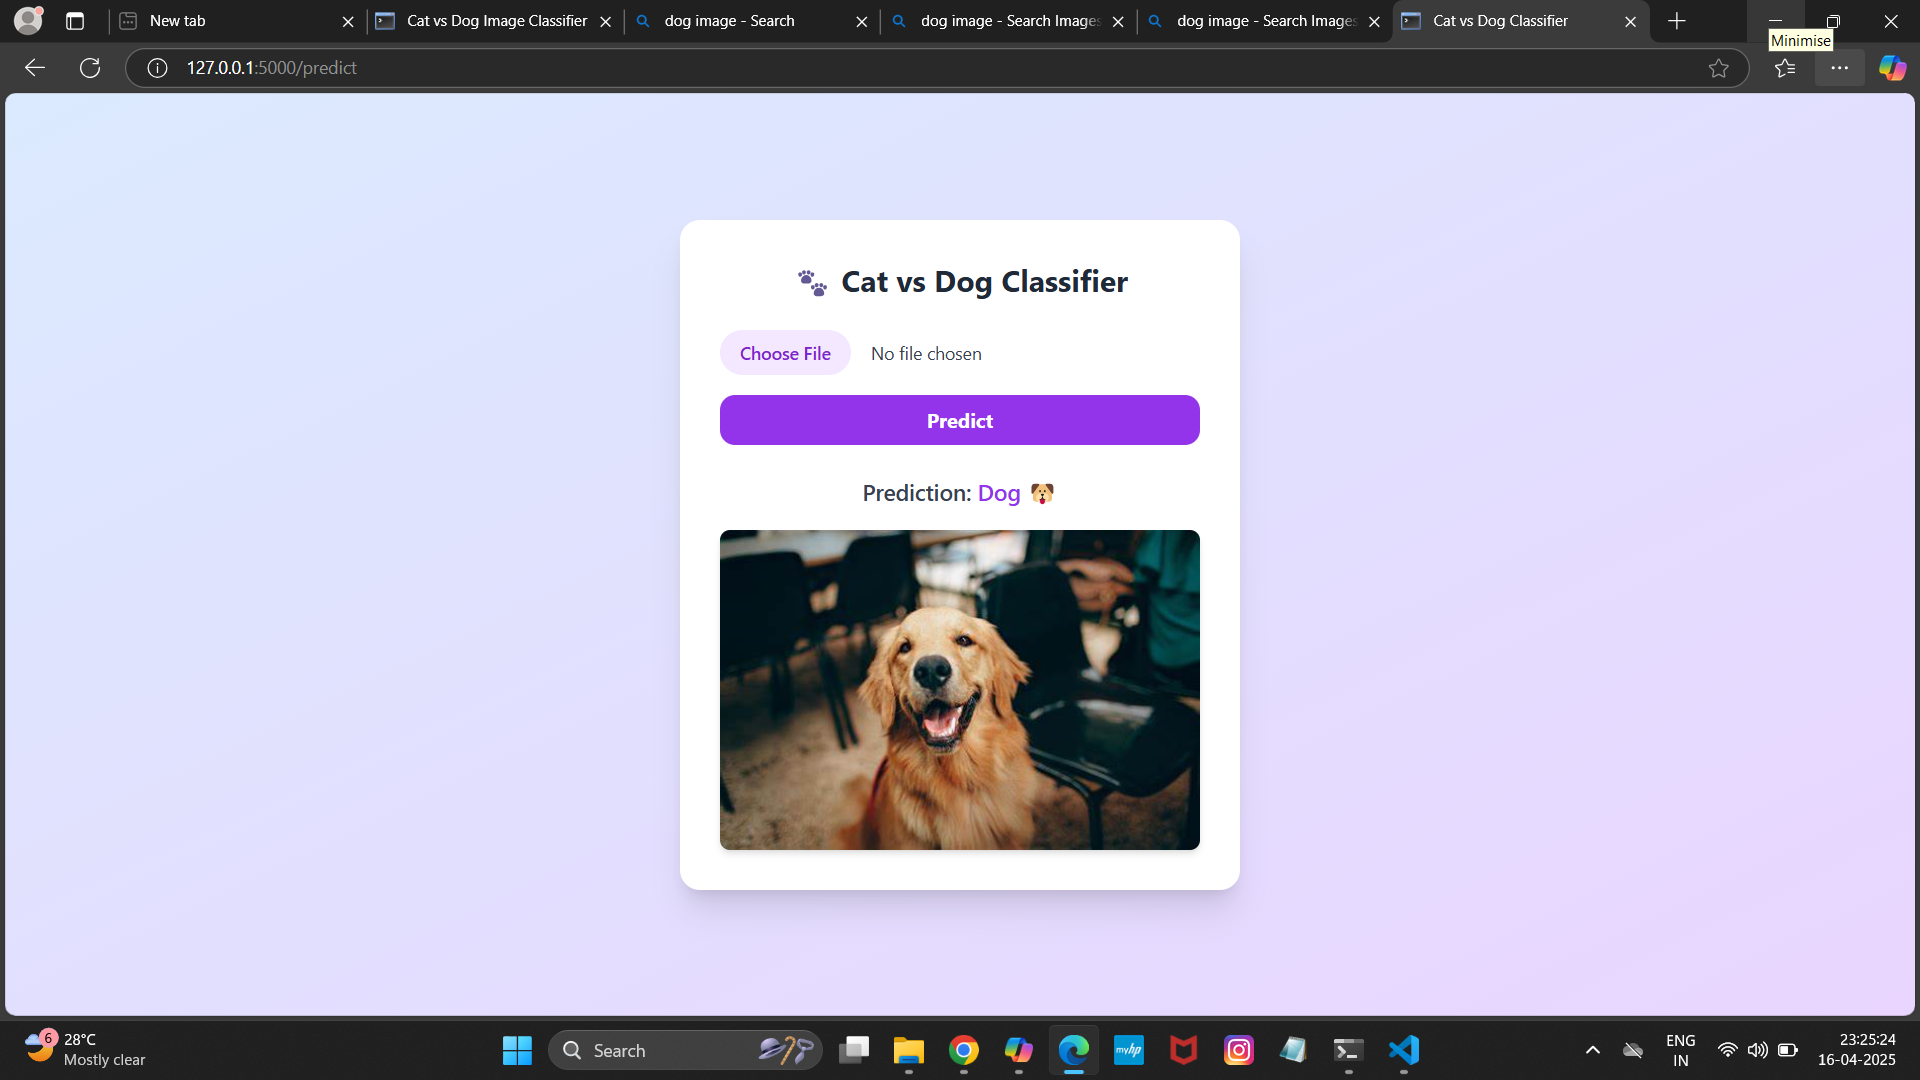 New tab
Cat vs Dog Image Classifier
dog image - Search
dog image - Search Images
dog image - Search Images
Cat vs Dog Classifier
Minimise
127.0.0.1:5000/predict
Cat vs Dog Classifier
Choose File
No file chosen
Predict
Prediction: Dog
6
28°C
Mostly clear
Search
myhp
ENG
IN
23:25:24
16-04-2025